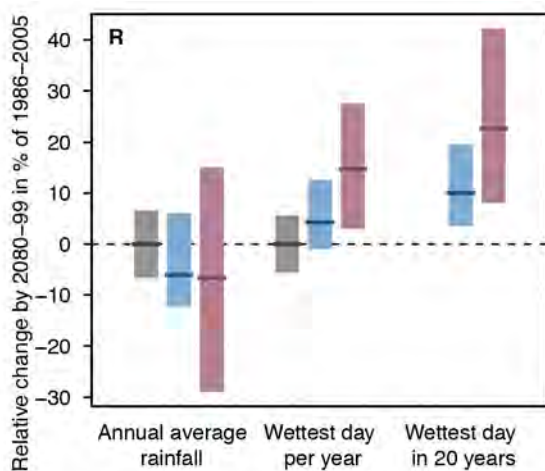 Relative change by 2080−99 in % of 1986−2005
R
40
30
20
10
0
−10
−20
−30
Annual average
rainfall
Wettest day
per year
Wettest day
in 20 years